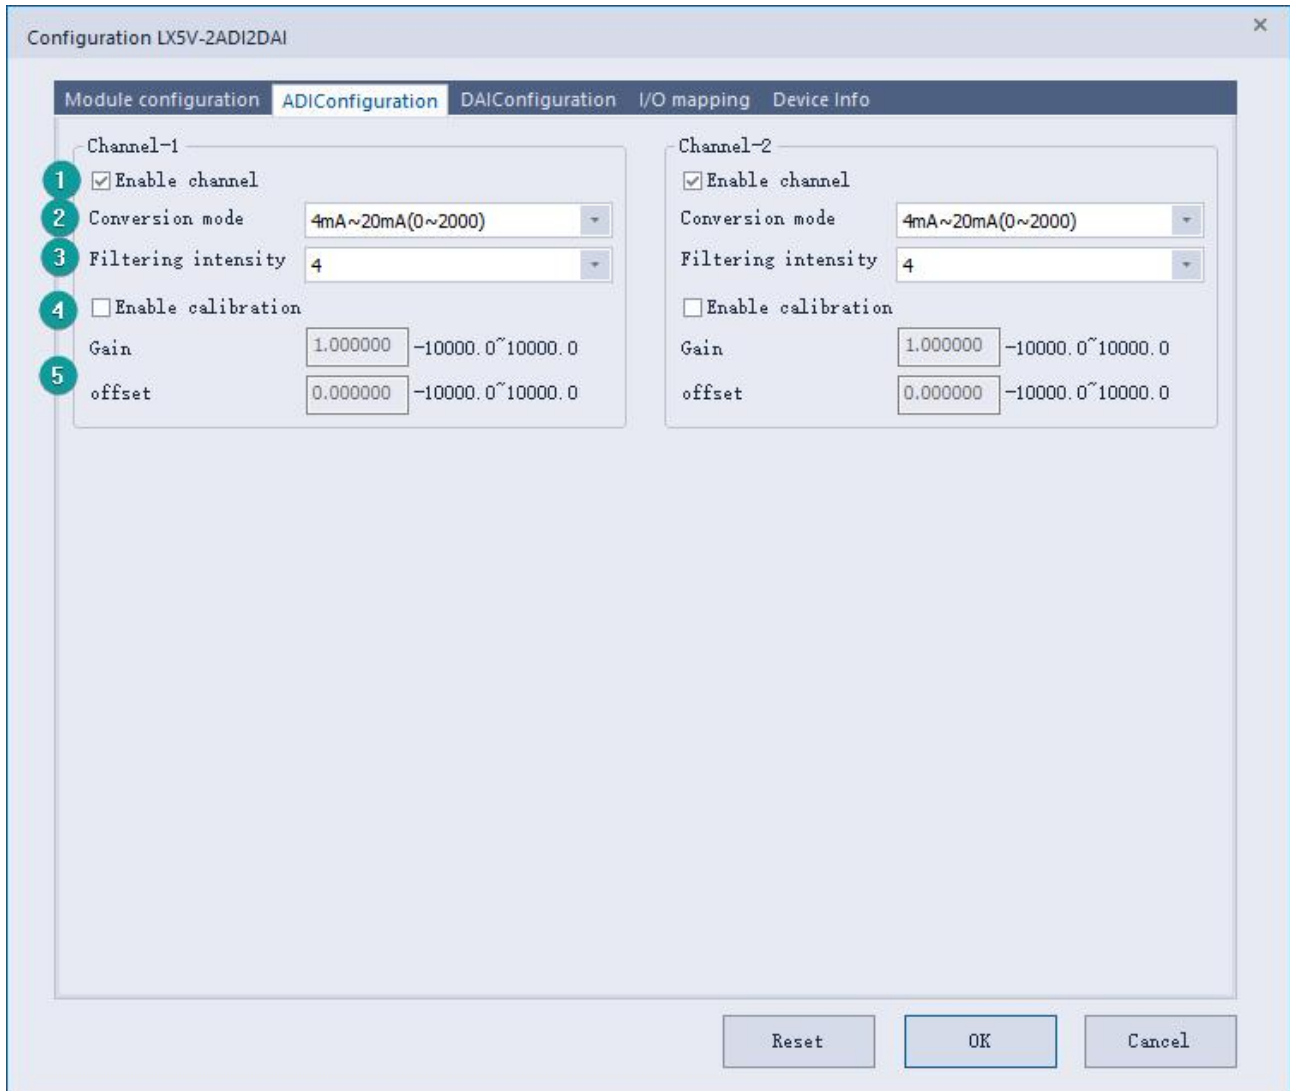 Configuration LX5V-2ADI2DAI
×
Module configuration ADIConfiguration DAIConfiguration I/O mapping Device Info
Channel-1
1 Enable channel
2 Conversion mode 4mA~20mA(0~2000)
3 Filtering intensity 4
4 Enable calibration
Gain 1.000000 -10000.0~10000.0
5
offset 0.000000 -10000.0~10000.0
Channel-2
Enable channel
Conversion mode 4mA~20mA(0~2000)
Filtering intensity 4
Enable calibration
Gain 1.000000 -10000.0~10000.0
offset 0.000000 -10000.0~10000.0
Reset OK Cancel